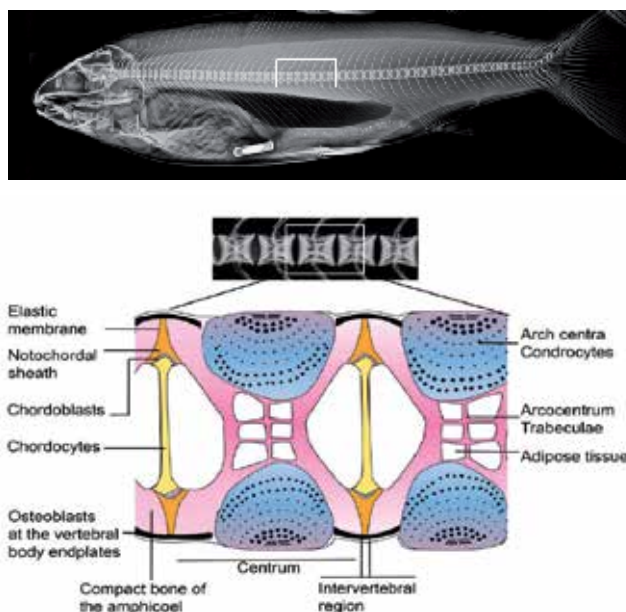 Elastic
membrane
Notochordal
sheath
Chordoblasts
Chordocytes
Osteoblasts
at the vertebral
body endplates
Compact bone of
the amphicoel
Centrum
Intervertebral
region
Arch centra
Condrocytes
Arcocentrum
Trabeculae
Adipose tissue